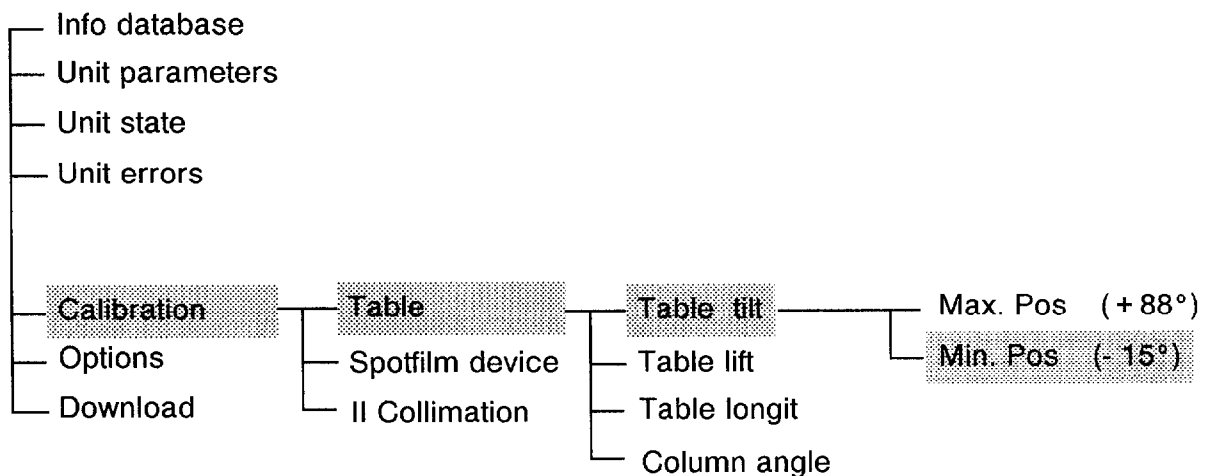 Info database
Unit parameters
Unit state
Unit errors
Calibration
Table
Table tilt
Max. Pos (+88°)
Min. Pos (- 15°)
Options
Spotfilm device
Table lift
Download
II Collimation
Table longit
Column angle